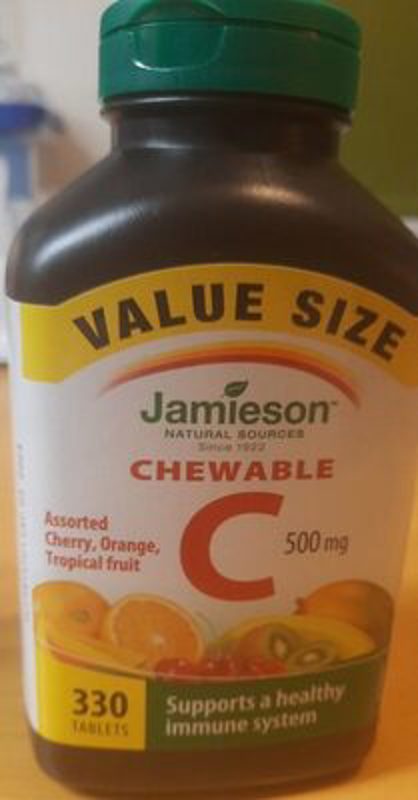 VALUE SIZE
Jamieson™
NATURAL SOURCES
Since 1922
CHEWABLE
C
500 mg
Assorted
Cherry, Orange,
Tropical fruit
330
TABLETS
Supports a healthy
immune system